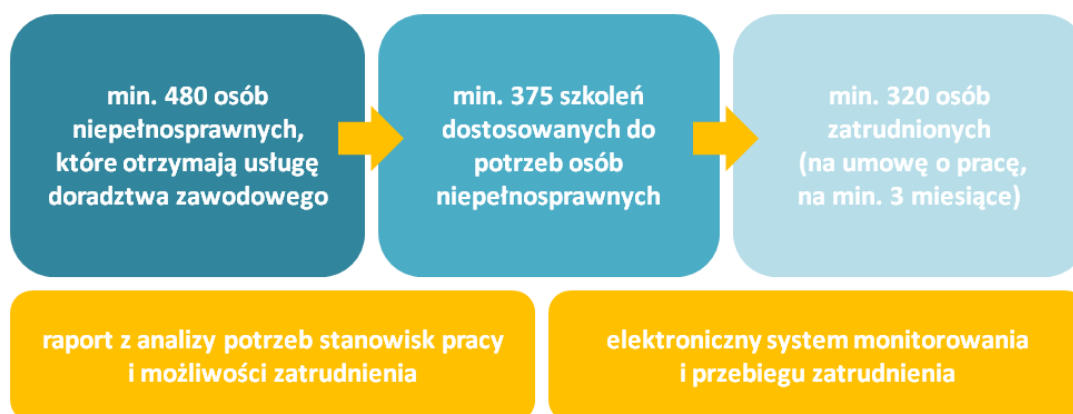 min. 480 osób
niepełnosprawnych,
które otrzymają usługę
doradztwa zawodowego
min. 375 szkoleń
dostosowanych do
potrzeb osób
niepełnosprawnych
min. 320 osób
zatrudnionych
(na umowę o pracę,
na min. 3 miesiące)
raport z analizy potrzeb stanowisk pracy
i możliwości zatrudnienia
elektroniczny system monitorowania
i przebiegu zatrudnienia